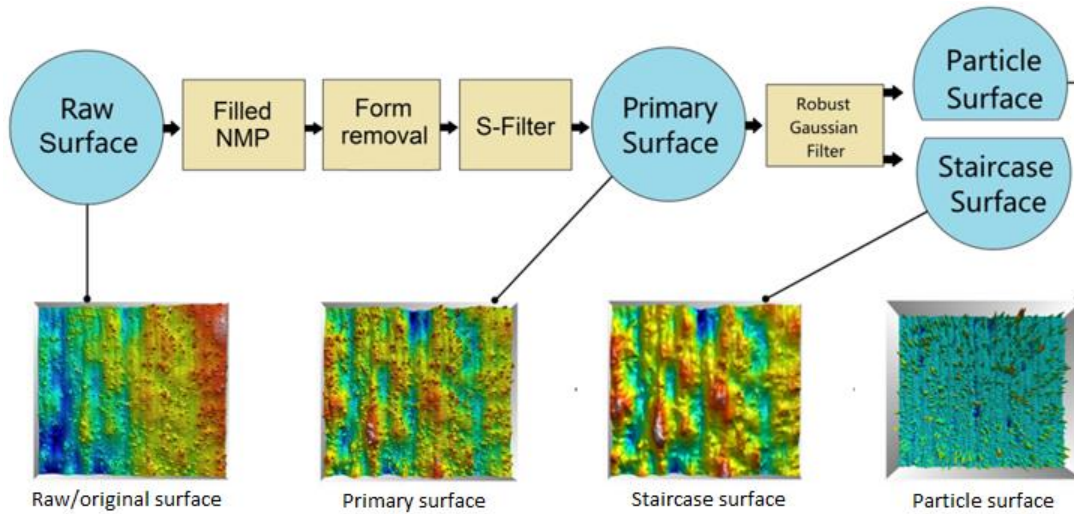 Raw
Surface
Filled
NMP
Form
removal
S-Filter
Primary
Surface
Robust
Gaussian
Filter
Particle
Surface
Staircase
Surface
Raw/original surface
Primary surface
Staircase surface
Particle surface